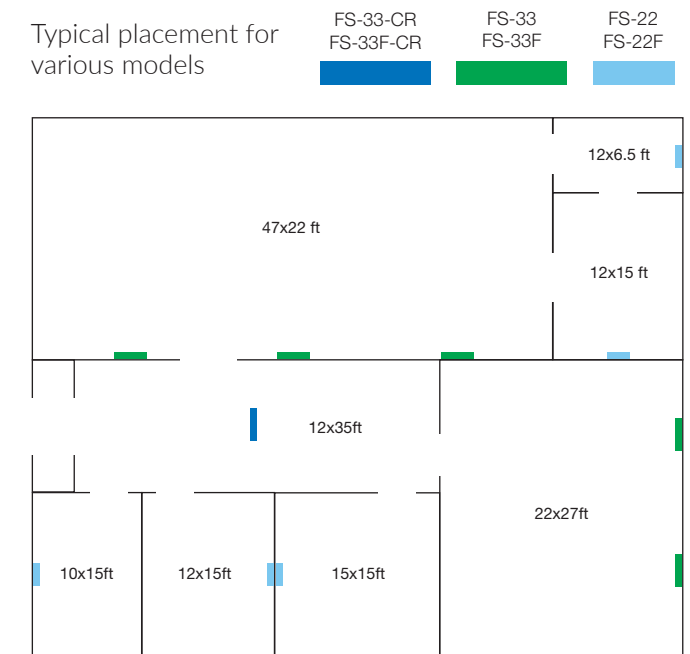 Typical placement for
various models
FS-33-CR
FS-33F-CR
FS-33
FS-33F
FS-22
FS-22F
12x6.5 ft
47x22 ft
12x15 ft
12x35ft
22x27ft
10x15ft
12x15ft
15x15ft